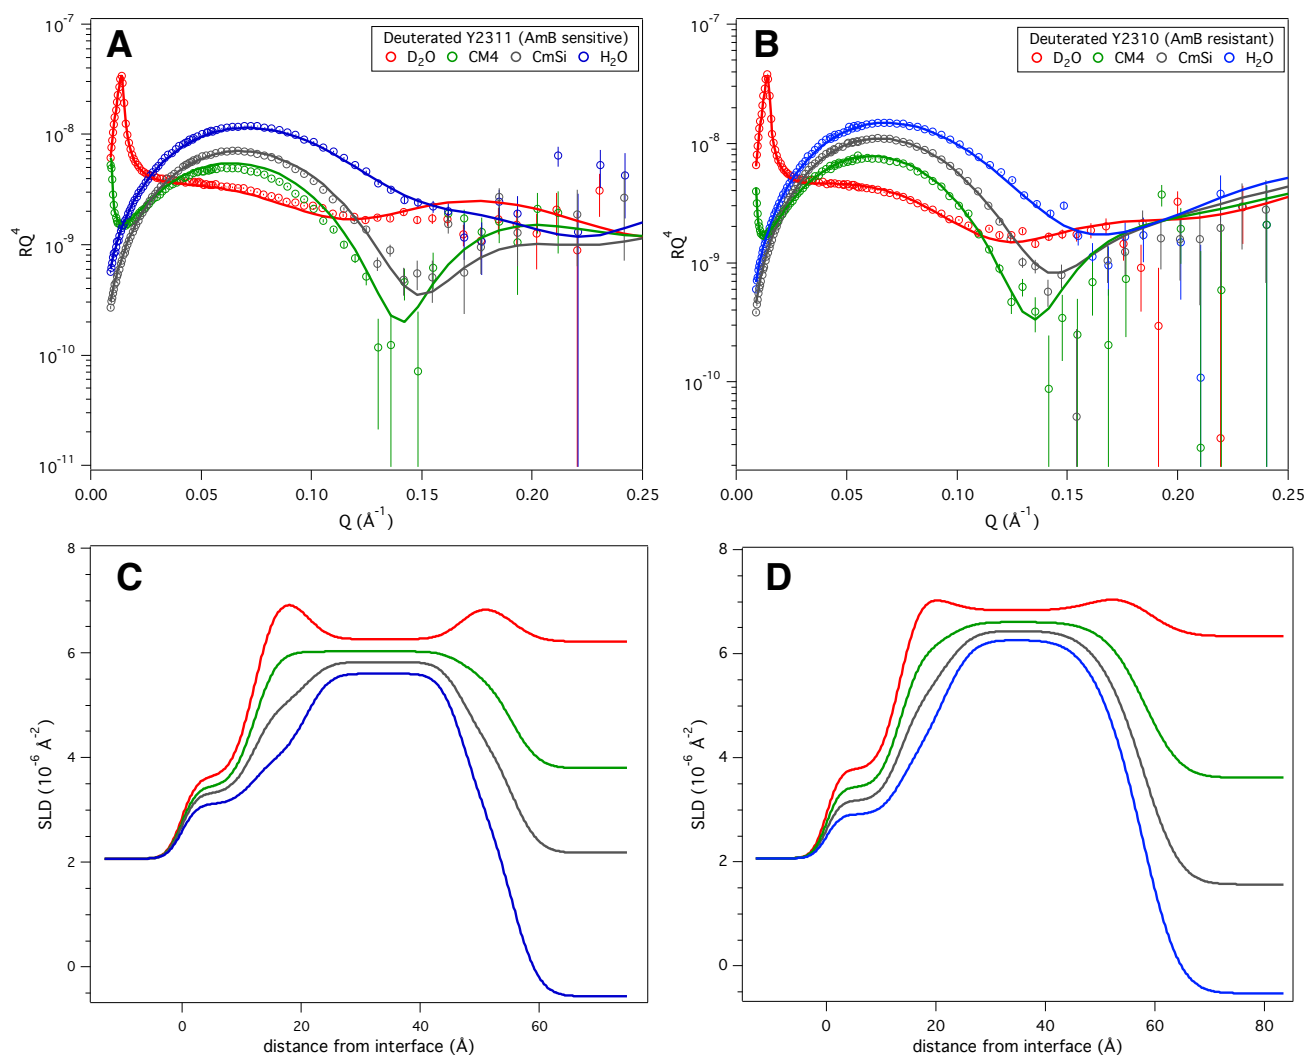 A
Deuterated Y2311 (AmB sensitive)
D₂O CM4 CmSi H₂O
10⁻⁷
10⁻⁸
10⁻⁹
10⁻¹⁰
10⁻¹¹
RQ⁴
0.00 0.05 0.10 0.15 0.20 0.25
Q (Å⁻¹)
B
Deuterated Y2310 (AmB resistant)
D₂O CM4 CmSi H₂O
10⁻⁷
10⁻⁸
10⁻⁹
10⁻¹⁰
RQ⁴
0.00 0.05 0.10 0.15 0.20 0.25
Q (Å⁻¹)
C
8
6
4
2
0
SLD (10⁻⁶ Å⁻²)
0 20 40 60
distance from interface (Å)
D
8
6
4
2
0
SLD (10⁻⁶ Å⁻²)
0 20 40 60 80
distance from interface (Å)